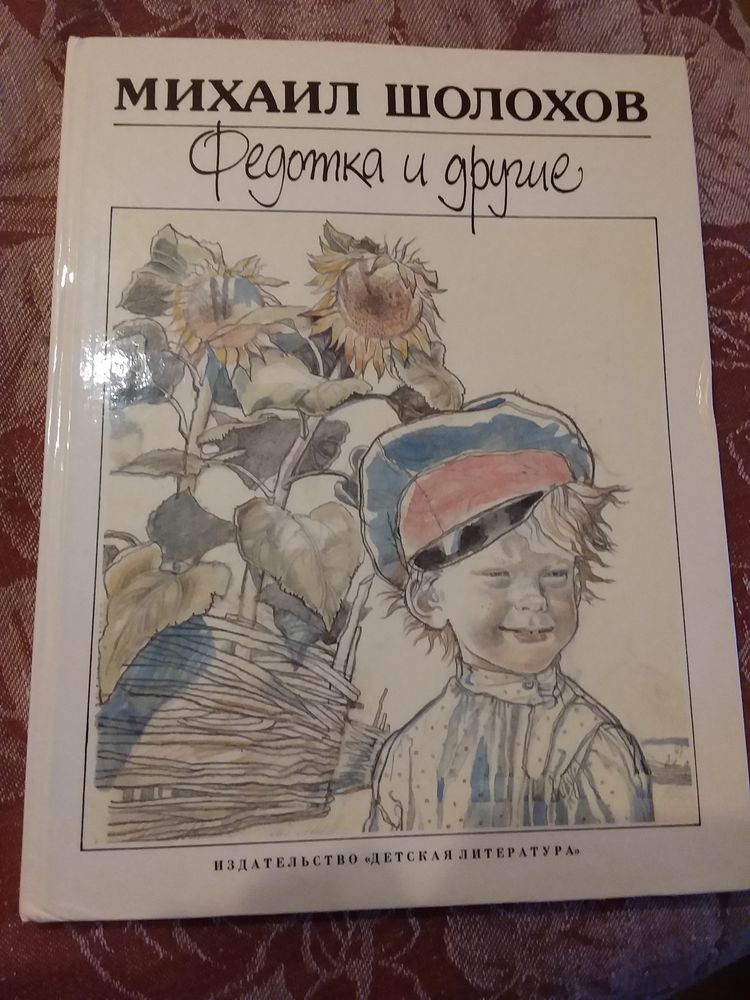 МИХАИЛ ШОЛОХОВ
Федотка и другие
ИЗДАТЕЛЬСТВО «ДЕТСКАЯ ЛИТЕРАТУРА»